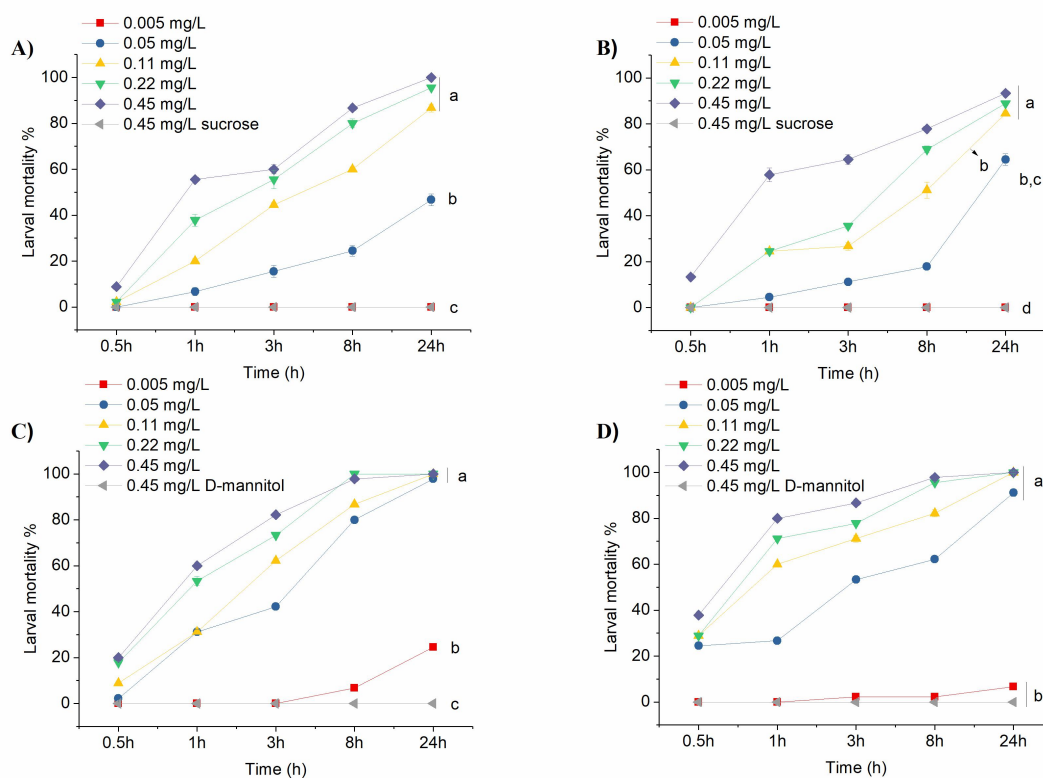 A)
0.005 mg/L
0.05 mg/L
0.11 mg/L
0.22 mg/L
0.45 mg/L
0.45 mg/L sucrose
Larval mortality %
100
80
60
40
20
0
a
b
c
0.5h 1h 3h 8h 24h
Time (h)
B)
0.005 mg/L
0.05 mg/L
0.11 mg/L
0.22 mg/L
0.45 mg/L
0.45 mg/L sucrose
Larval mortality %
100
80
60
40
20
0
a
b
b,c
d
0.5h 1h 3h 8h 24h
Time (h)
C)
0.005 mg/L
0.05 mg/L
0.11 mg/L
0.22 mg/L
0.45 mg/L
0.45 mg/L D-mannitol
Larval mortality %
100
80
60
40
20
0
a
b
c
0.5h 1h 3h 8h 24h
Time (h)
D)
0.005 mg/L
0.05 mg/L
0.11 mg/L
0.22 mg/L
0.45 mg/L
0.45 mg/L D-mannitol
Larval mortality %
100
80
60
40
20
0
a
b
0.5h 1h 3h 8h 24h
Time (h)